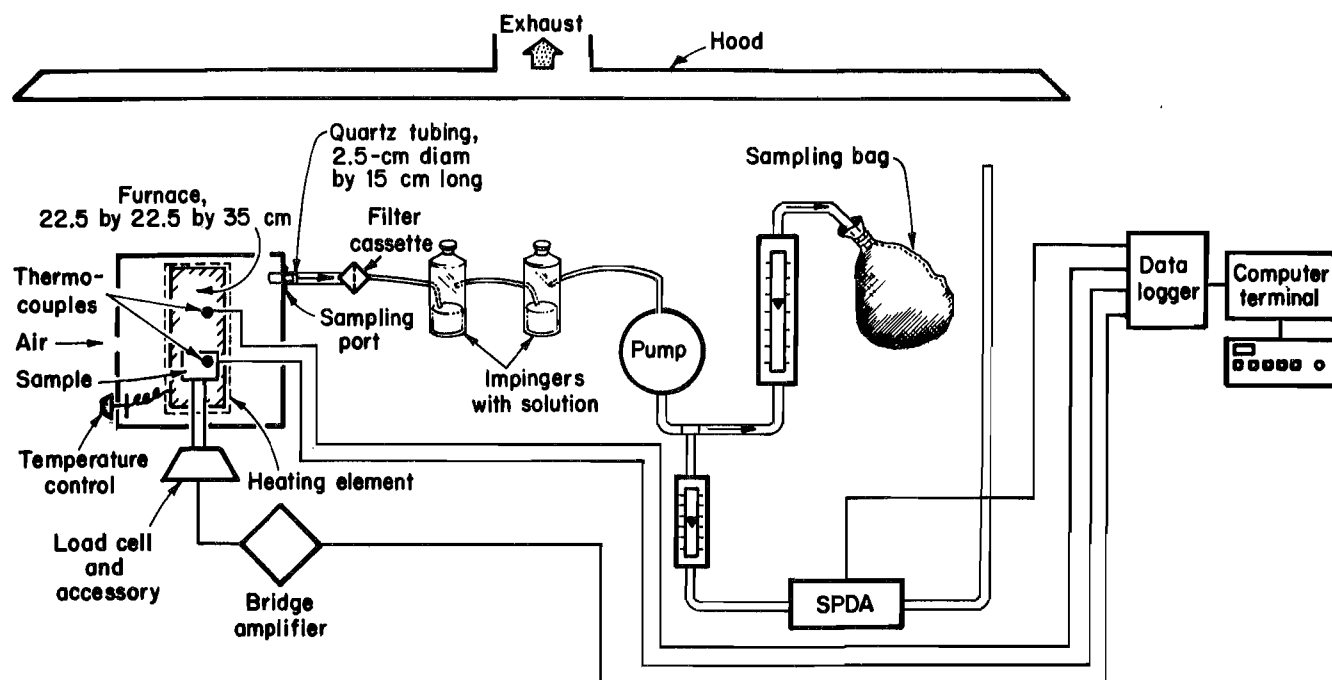 Exhaust
Hood
Quartz tubing,
2.5-cm diam
by 15 cm long
Sampling bag
Furnace,
22.5 by 22.5 by 35 cm
Filter
cassette
Thermo-
couples
Air
Sample
Sampling
port
Impingers
with solution
Pump
Data
logger
Computer
terminal
Temperature
control
Heating element
Load cell
and
accessory
Bridge
amplifier
SPDA